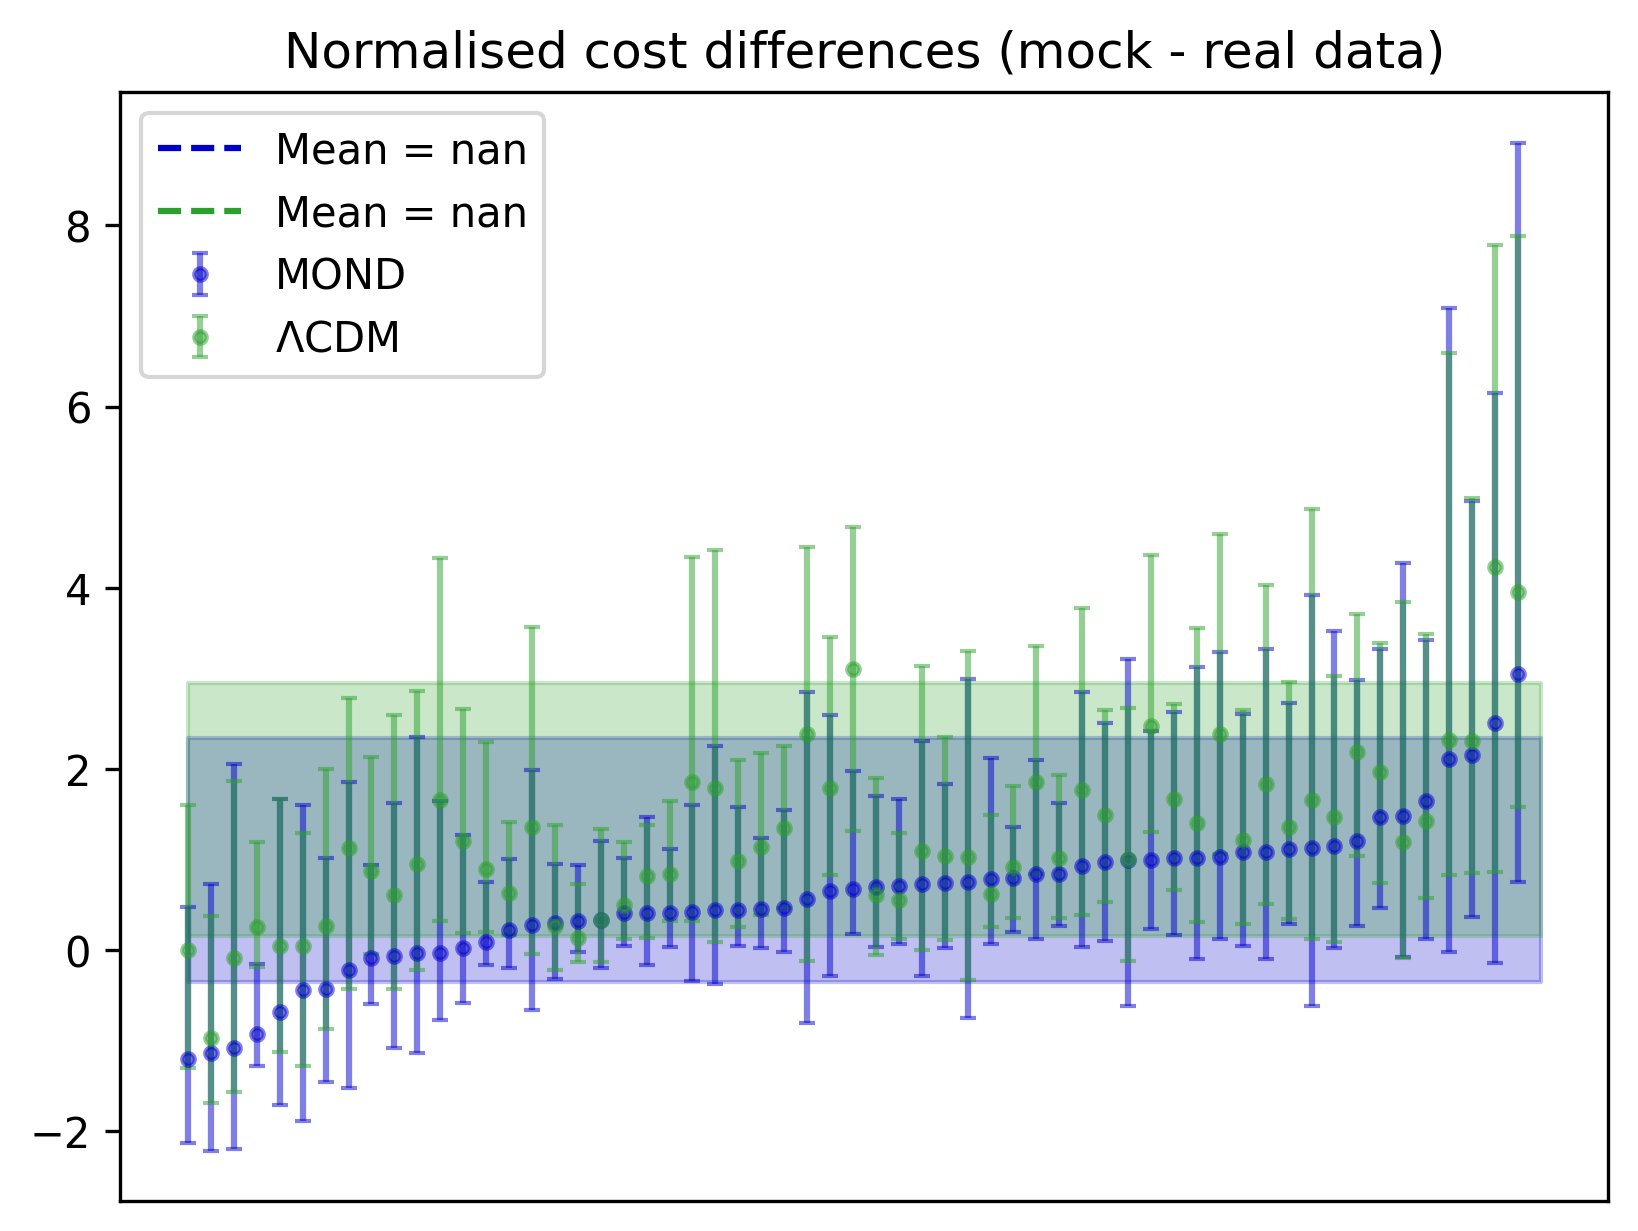 Normalised cost differences (mock - real data)
Mean = nan
Mean = nan
MOND
ΛCDM
8
6
4
2
0
−2